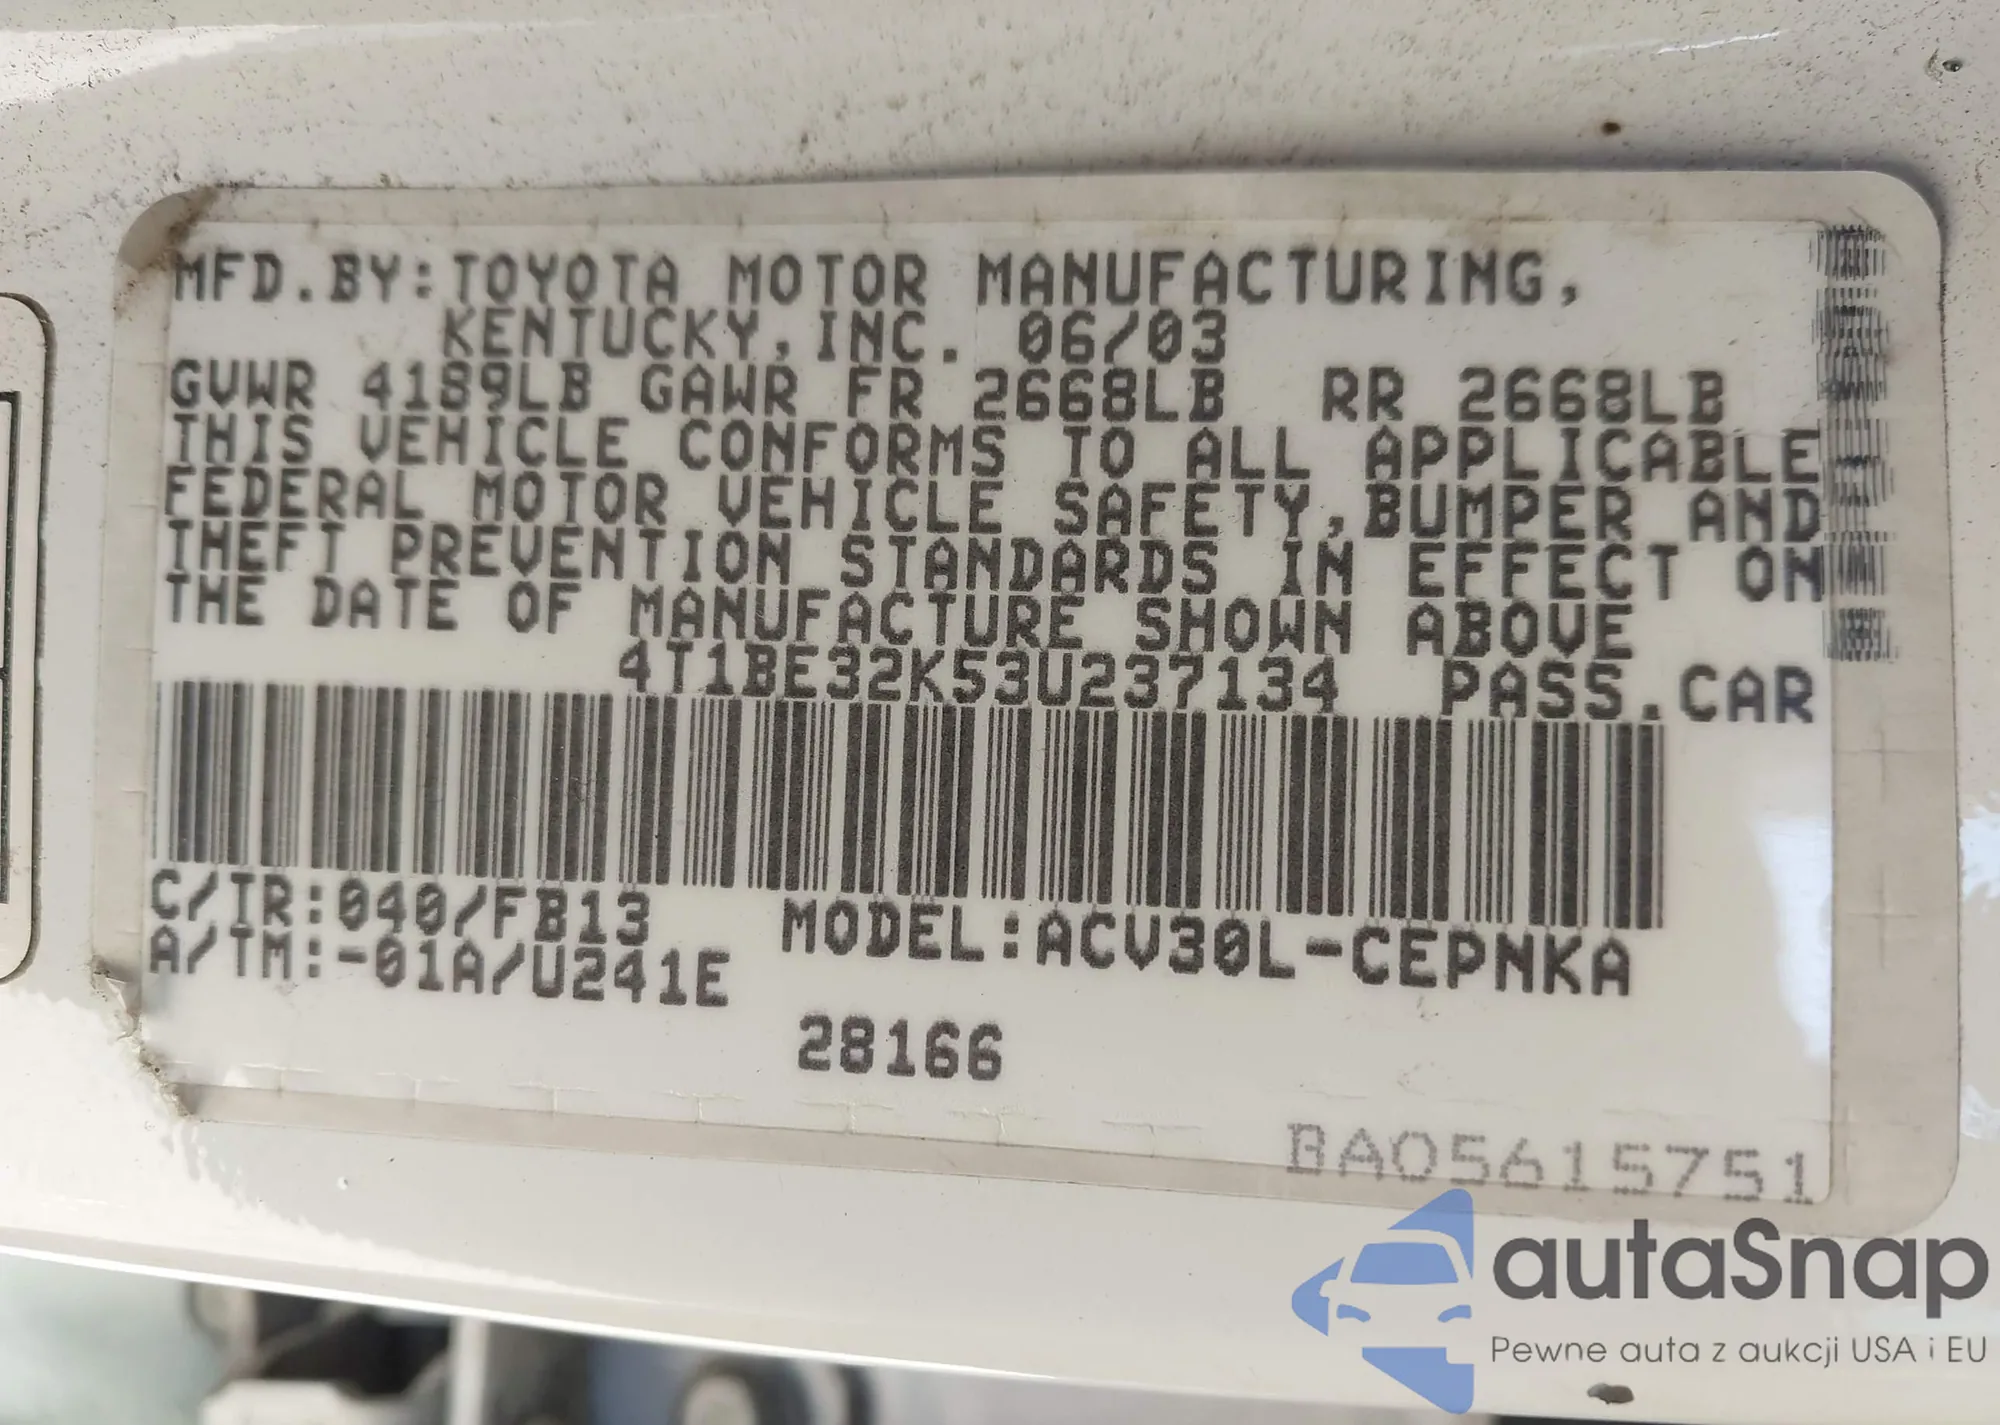 MFD.BY:TOYOTA MOTOR MANUFACTURING,
KENTUCKY,INC. 06/03
GVWR 4189LB GAWR FR 2668LB RR 2668LB
THIS VEHICLE CONFORMS TO ALL APPLICABLE
FEDERAL MOTOR VEHICLE SAFETY,BUMPER AND
THEFT PREVENTION STANDARDS IN EFFECT ON
THE DATE OF MANUFACTURE SHOWN ABOVE
4T1BE32K53U237134 PASS.CAR
C/TR:040/FB13 MODEL:ACV30L-CEPNKA
A/TM:-01A/U241E
28166
BA05615751
autaSnap
Pewne auta z aukcji USA i EU